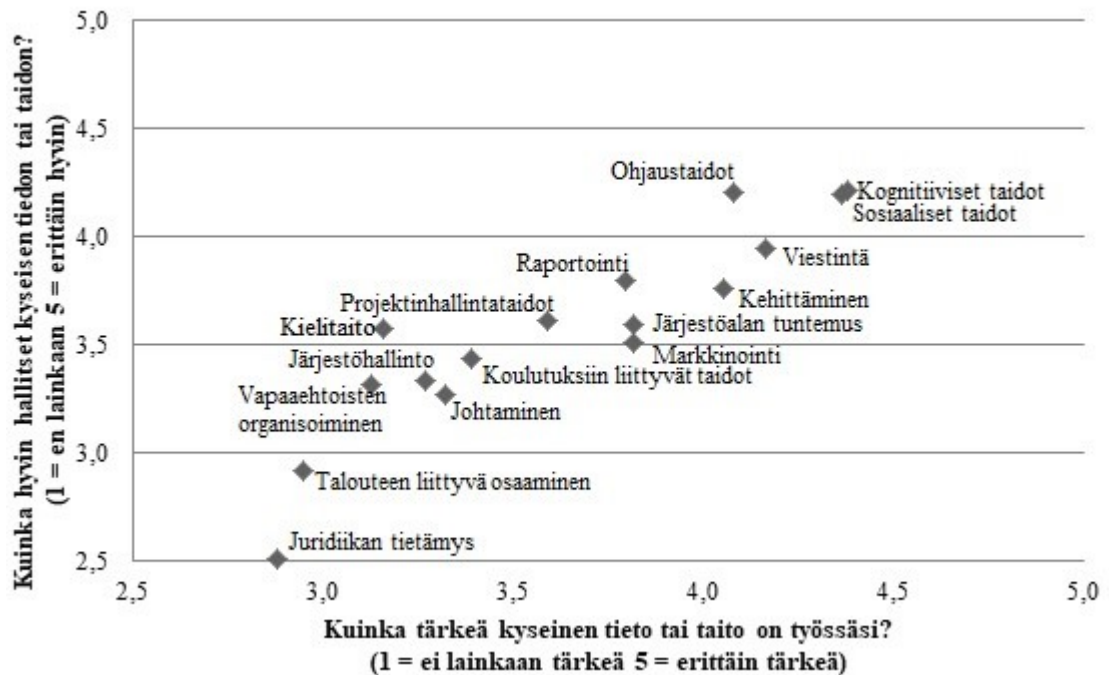 Kuinka hyvin hallitset kyseisen tiedon tai taidon?
(1 = en lainkaan 5 = erittäin hyvin)
5,0
4,5
Ohjaustaidot
Kognitiiviset taidot
Sosiaaliset taidot
4,0
Viestintä
Raportointi
Kehittäminen
Projektinhallintataidot
Järjestöalan tuntemus
Kielitaito
3,5
Markkinointi
Järjestöhallinto
Koulutuksiin liittyvät taidot
Vapaaehtoisten
organisoiminen
Johtaminen
3,0
Talouteen liittyvä osaaminen
Juridiikan tietämys
2,5
2,5 3,0 3,5 4,0 4,5 5,0
Kuinka tärkeä kyseinen tieto tai taito on työssäsi?
(1 = ei lainkaan tärkeä 5 = erittäin tärkeä)